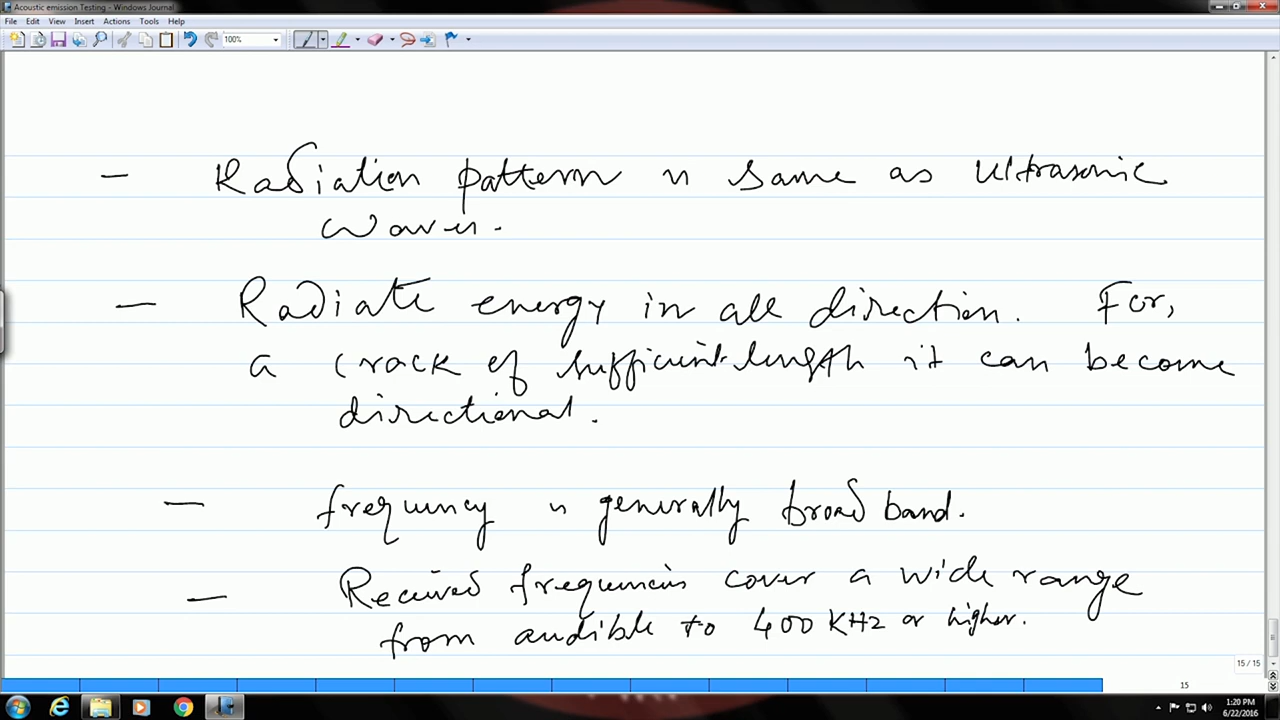 Acoustic emission Testing - Windows Journal
File Edit View Insert Actions Tools Help
100%
- Radiation pattern is same as Ultrasonic
waves.
- Radiate energy in all direction. For,
a crack of sufficient length it can become
directional.
- frequency is generally broad band.
- Received frequencies cover a wide range
from audible to 400 KHz or higher.
15 / 15
15
1:20 PM
6/22/2016